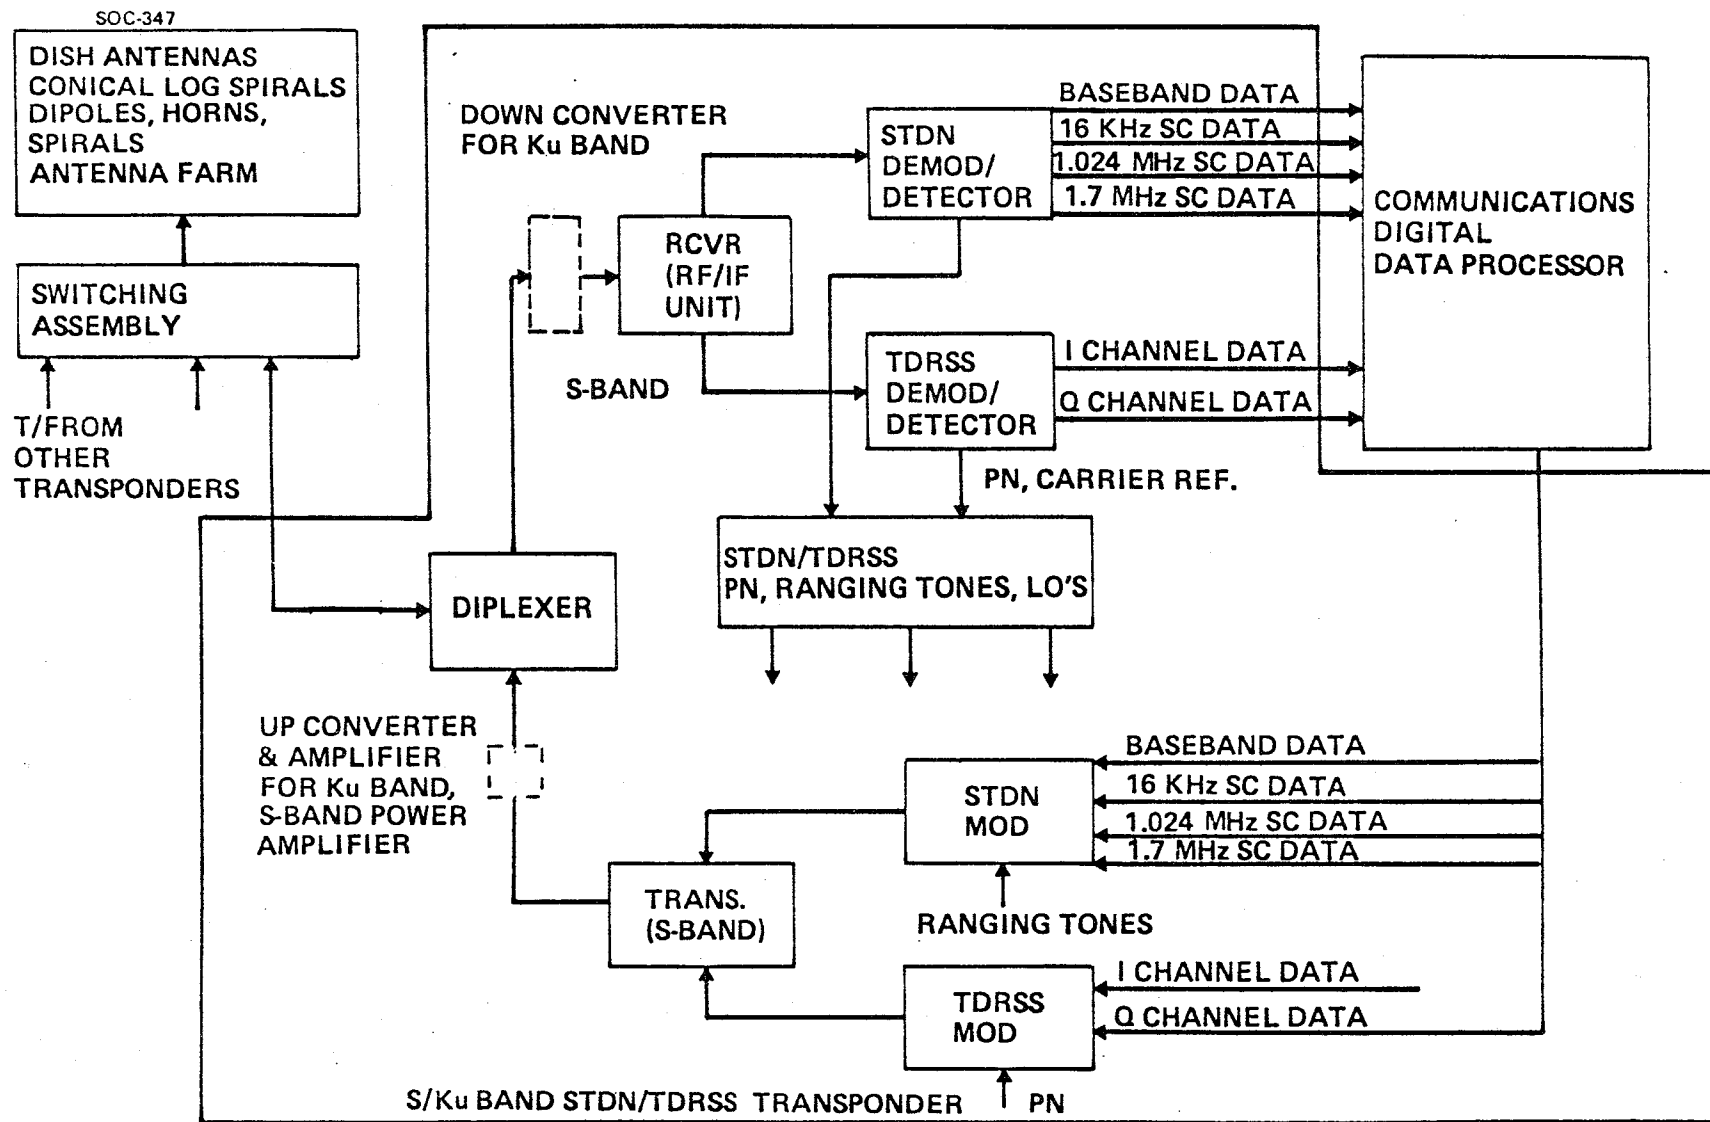 SOC-347
DISH ANTENNAS
CONICAL LOG SPIRALS
DIPOLES, HORNS,
SPIRALS
ANTENNA FARM
SWITCHING
ASSEMBLY
T/FROM
OTHER
TRANSPONDERS
DOWN CONVERTER
FOR Ku BAND
RCVR
(RF/IF
UNIT)
S-BAND
STDN
DEMOD/
DETECTOR
BASEBAND DATA
16 KHz SC DATA
1.024 MHz SC DATA
1.7 MHz SC DATA
COMMUNICATIONS
DIGITAL
DATA PROCESSOR
TDRSS
DEMOD/
DETECTOR
I CHANNEL DATA
Q CHANNEL DATA
PN, CARRIER REF.
STDN/TDRSS
PN, RANGING TONES, LO'S
DIPLEXER
UP CONVERTER
& AMPLIFIER
FOR Ku BAND,
S-BAND POWER
AMPLIFIER
TRANS.
(S-BAND)
STDN
MOD
BASEBAND DATA
16 KHz SC DATA
1.024 MHz SC DATA
1.7 MHz SC DATA
RANGING TONES
TDRSS
MOD
I CHANNEL DATA
Q CHANNEL DATA
PN
S/Ku BAND STDN/TDRSS TRANSPONDER